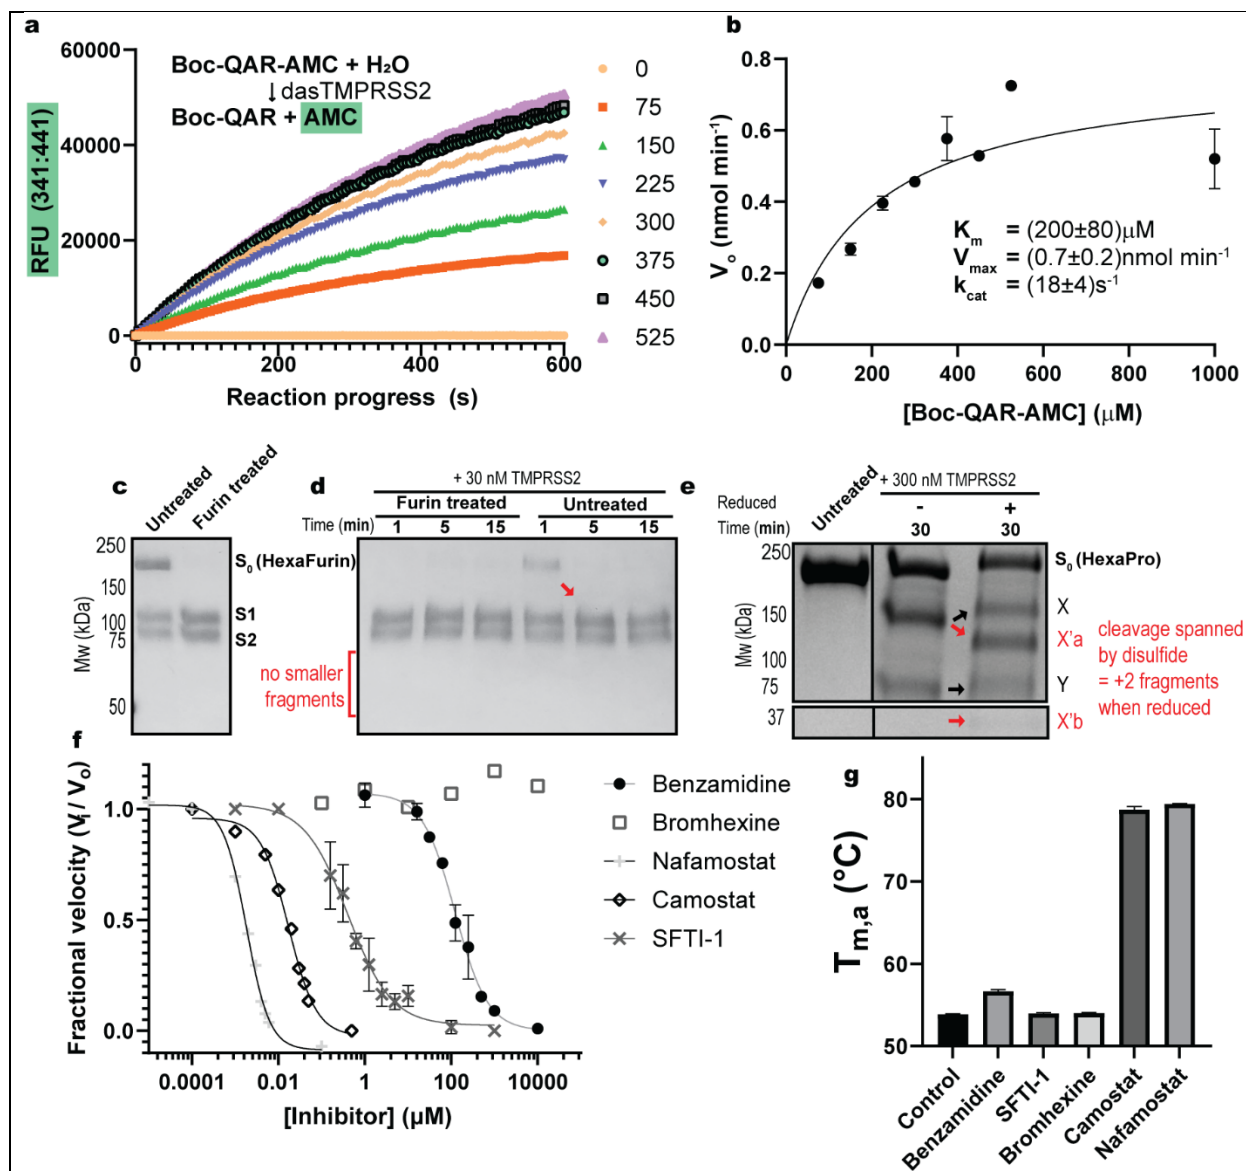 a
60000
40000
20000
0
RFU (341:441)
Boc-QAR-AMC + H₂O
↓dasTMPRSS2
Boc-QAR + AMC
0
75
150
225
300
375
450
525
0
200
400
600
Reaction progress (s)
b
0.8
0.6
0.4
0.2
0.0
Vₒ (nmol min⁻¹)
Kₘ = (200±80)µM
Vmax = (0.7±0.2)nmol min⁻¹
kcat = (18±4)s⁻¹
0
200
400
600
800
1000
[Boc-QAR-AMC] (µM)
c
Untreated
Furin treated
Mw (kDa)
250
150
100
75
50
S₀ (HexaFurin)
S1
S2
d
+ 30 nM TMPRSS2
Furin treated
Untreated
Time (min)
1
5
15
1
5
15
no smaller
fragments
e
Untreated
+ 300 nM TMPRSS2
Reduced
-
+
Time (min)
30
30
Mw (kDa)
250
150
100
75
37
S₀ (HexaPro)
X
X'a
Y
X'b
cleavage spanned
by disulfide
= +2 fragments
when reduced
f
Fractional velocity (Vᵢ / Vₒ)
1.0
0.5
0.0
0.0001
0.01
1
100
10000
[Inhibitor] (µM)
Benzamidine
Bromhexine
Nafamostat
Camostat
SFTI-1
g
Tm,a (°C)
80
70
60
50
Control
Benzamidine
SFTI-1
Bromhexine
Camostat
Nafamostat